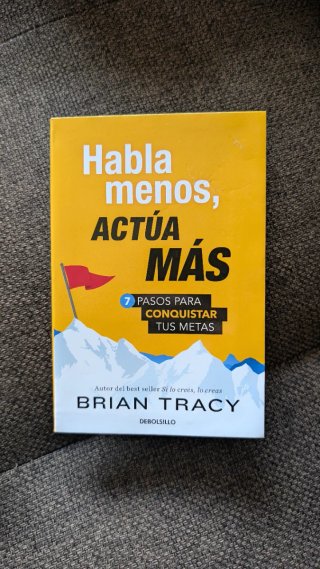 Habla
menos,
ACTÚA
MÁS
7 PASOS PARA
CONQUISTAR
TUS METAS
Autor del best seller Si lo crees, lo creas
BRIAN TRACY
DEBOLSILLO